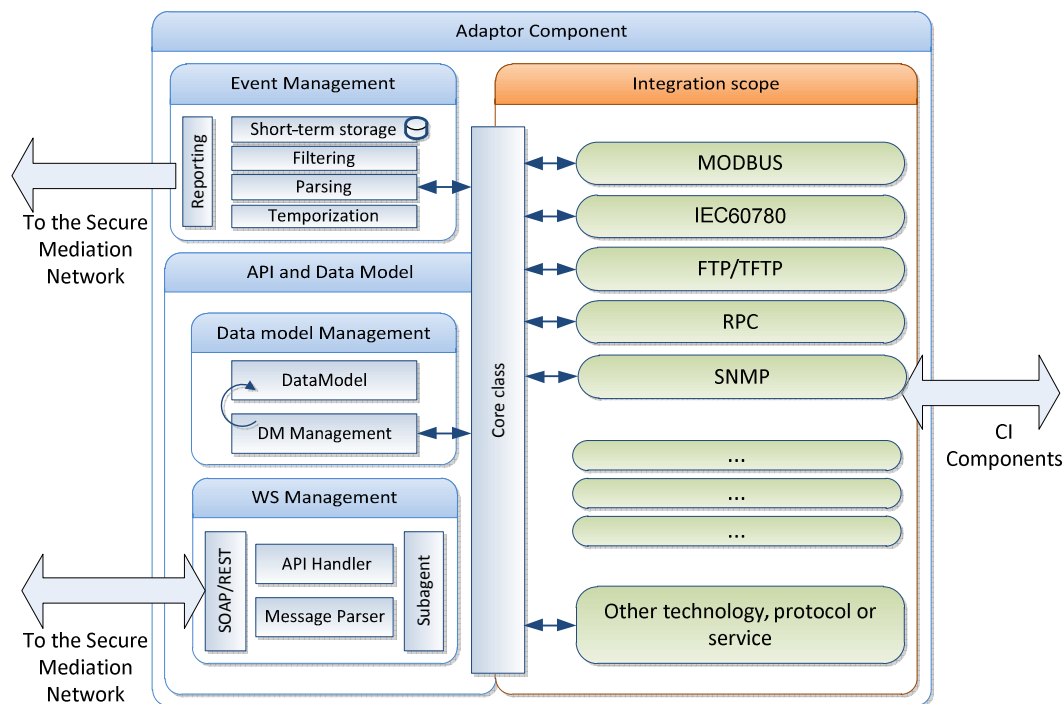 Adaptor Component
Event Management
Reporting
Short-term storage
Filtering
Parsing
Temporization
To the Secure
Mediation
Network
API and Data Model
Data model Management
DataModel
DM Management
WS Management
SOAP/REST
API Handler
Message Parser
Subagent
To the Secure
Mediation
Network
Core class
Integration scope
MODBUS
IEC60780
FTP/TFTP
RPC
SNMP
...
...
...
Other technology, protocol or
service
CI
Components